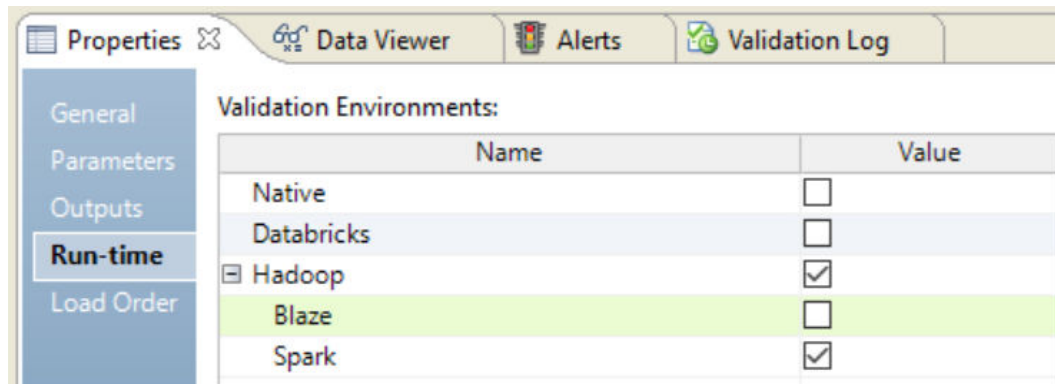 Properties Data Viewer Alerts Validation Log
General
Parameters
Outputs
Run-time
Load Order
Validation Environments:
Name Value
Native
Databricks
Hadoop
Blaze
Spark